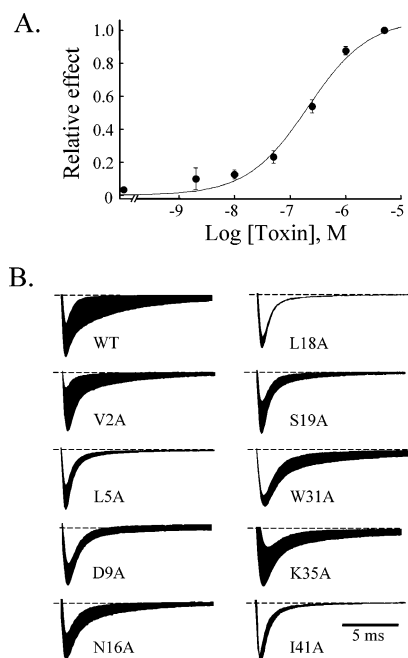 A.
Relative effect
1.0
0.8
0.6
0.4
0.2
0
-9
-8
-7
-6
-5
Log [Toxin], M
B.
WT
L18A
V2A
S19A
L5A
W31A
D9A
K35A
N16A
I41A
5 ms